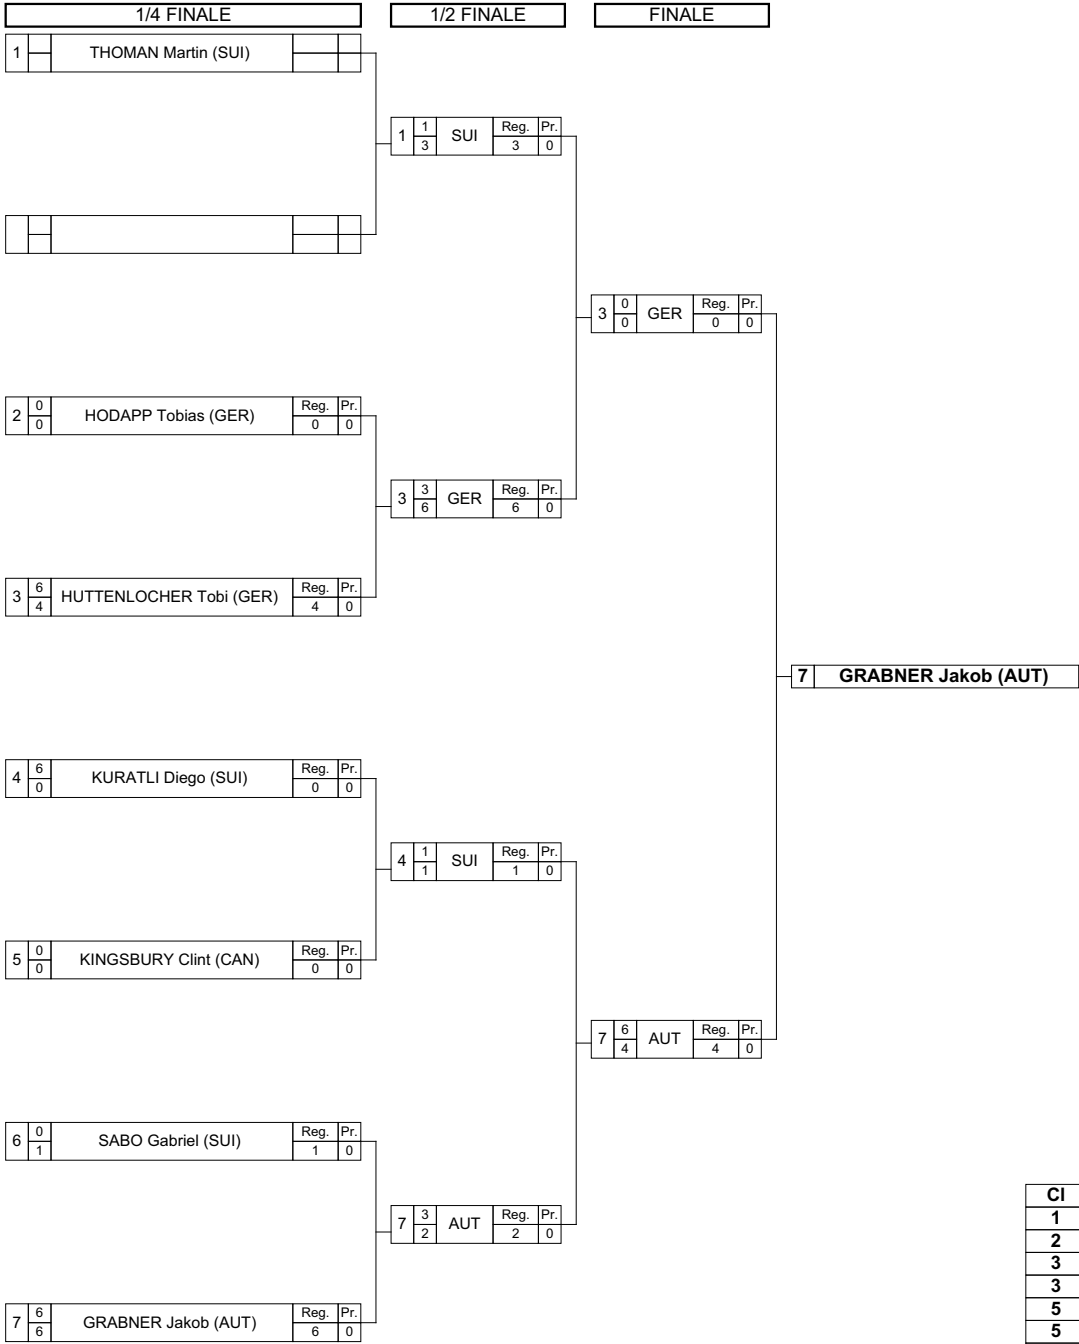 1/4 FINALE 1/2 FINALE FINALE
1 THOMAN Martin (SUI)
1 1 3 SUI Reg. 3 Pr. 0
3 0 0 GER Reg. 0 Pr. 0
2 0 0 HODAPP Tobias (GER) Reg. 0 Pr. 0
3 3 6 GER Reg. 6 Pr. 0
3 6 4 HUTTENLOCHER Tobi (GER) Reg. 4 Pr. 0
7 GRABNER Jakob (AUT)
4 6 0 KURATLI Diego (SUI) Reg. 0 Pr. 0
4 1 1 SUI Reg. 1 Pr. 0
5 0 0 KINGSBURY Clint (CAN) Reg. 0 Pr. 0
7 6 4 AUT Reg. 4 Pr. 0
6 0 1 SABO Gabriel (SUI) Reg. 1 Pr. 0
7 3 2 AUT Reg. 2 Pr. 0
7 6 6 GRABNER Jakob (AUT) Reg. 6 Pr. 0
Cl
1
2
3
3
5
5